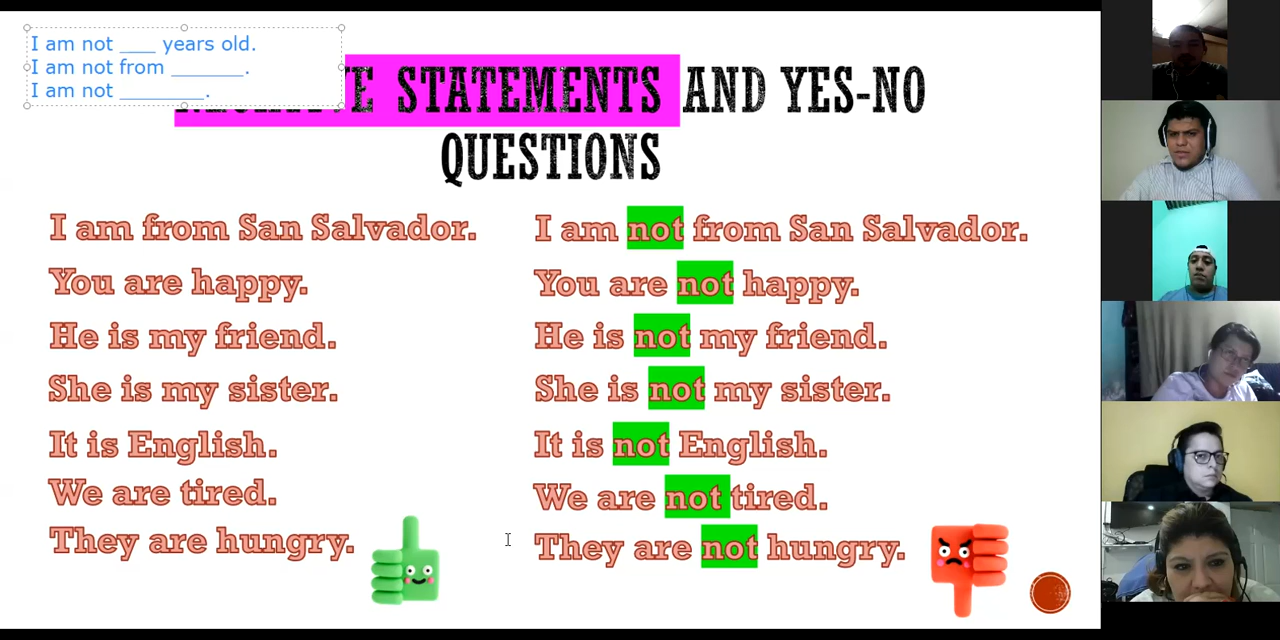 I am not ___ years old.
I am not from _______.
I am not _________.
STATEMENTS AND YES-NO
QUESTIONS
I am from San Salvador.
You are happy.
He is my friend.
She is my sister.
It is English.
We are tired.
They are hungry.
I am not from San Salvador.
You are not happy.
He is not my friend.
She is not my sister.
It is not English.
We are not tired.
They are not hungry.